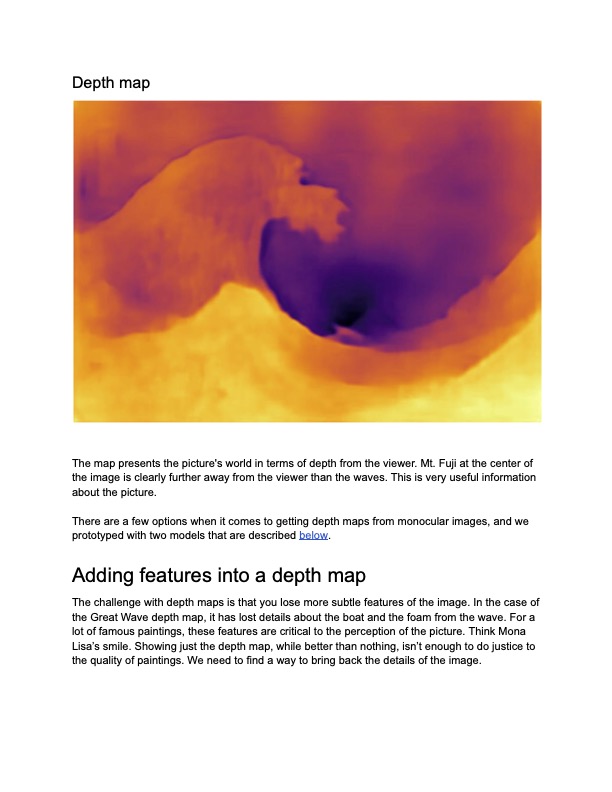 Depth map
The map presents the picture's world in terms of depth from the viewer. Mt. Fuji at the center of
the image is clearly further away from the viewer than the waves. This is very useful information
about the picture.
There are a few options when it comes to getting depth maps from monocular images, and we
prototyped with two models that are described below.
Adding features into a depth map
The challenge with depth maps is that you lose more subtle features of the image. In the case of
the Great Wave depth map, it has lost details about the boat and the foam from the wave. For a
lot of famous paintings, these features are critical to the perception of the picture. Think Mona
Lisa’s smile. Showing just the depth map, while better than nothing, isn’t enough to do justice to
the quality of paintings. We need to find a way to bring back the details of the image.